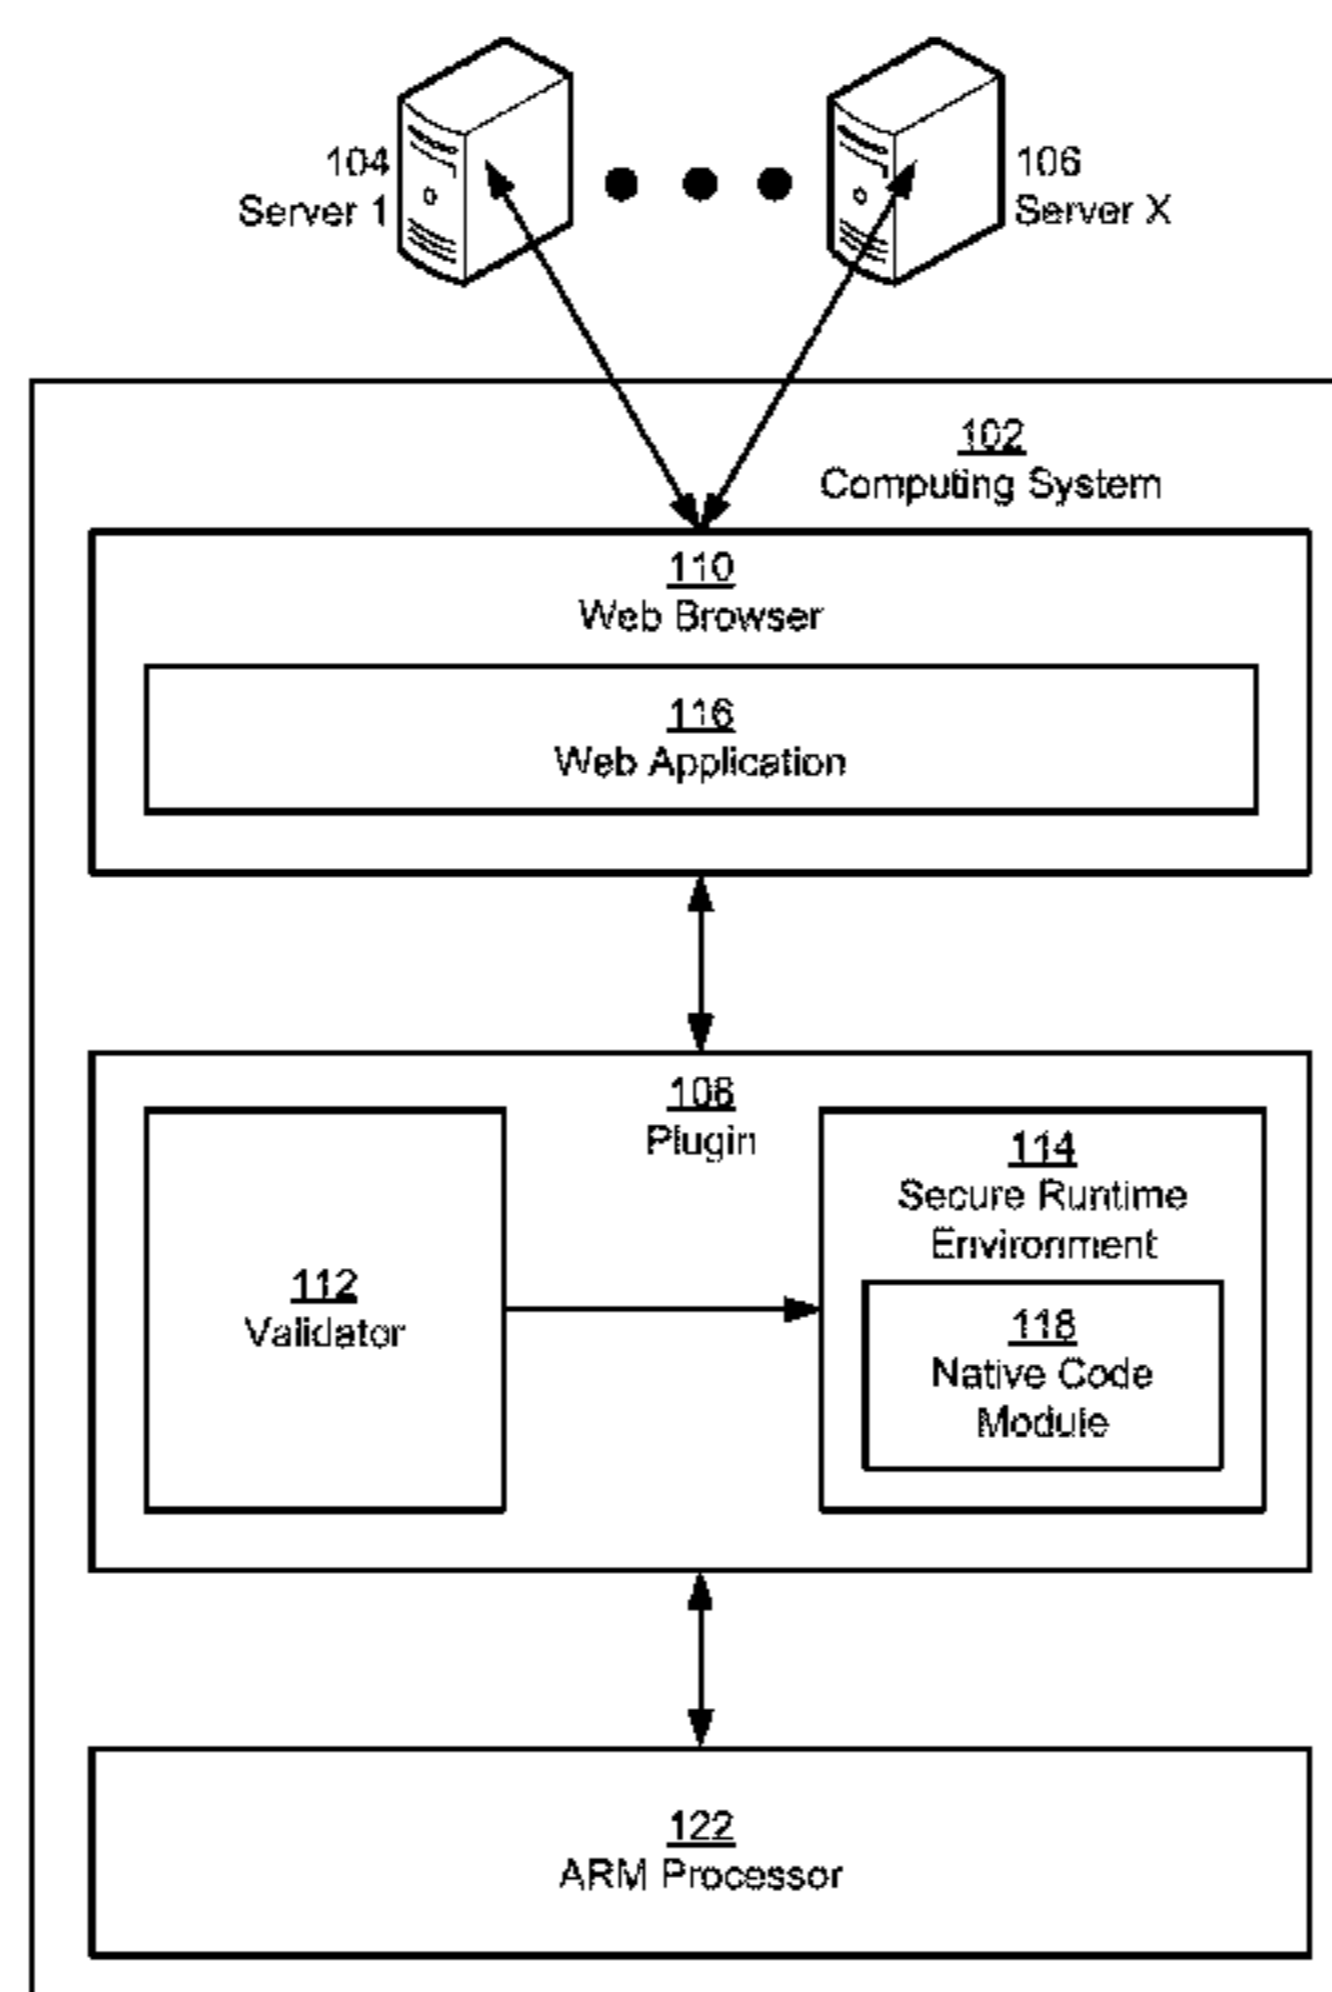 104
Server 1
106
Server X
102
Computing System
110
Web Browser
116
Web Application
108
Plugin
112
Validator
114
Secure Runtime
Environment
118
Native Code
Module
122
ARM Processor